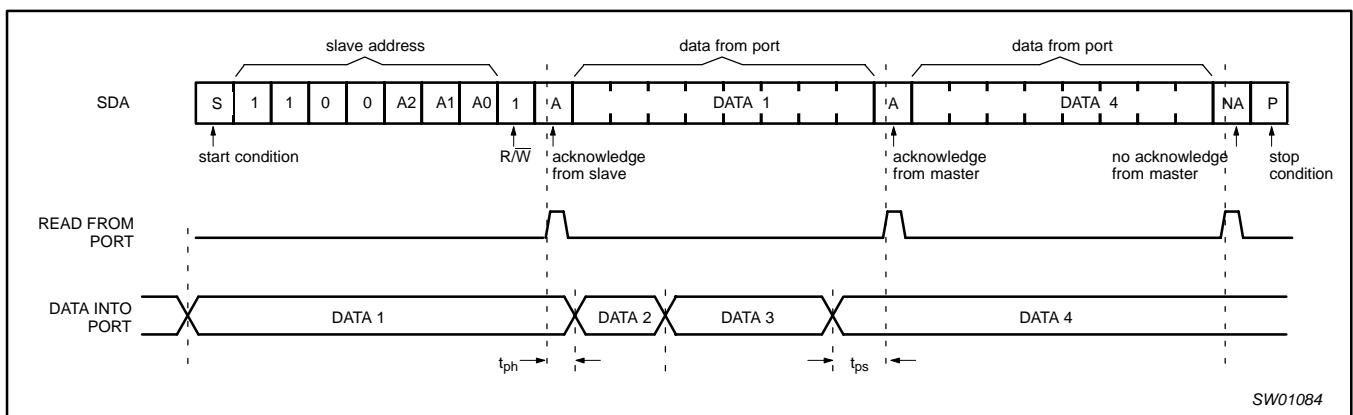 slave address
data from port
data from port
SDA
S 1 1 0 0 A2 A1 A0 1 A DATA 1 A DATA 4 NA P
start condition
R/W̅
acknowledge
from slave
acknowledge
from master
no acknowledge
from master
stop
condition
READ FROM
PORT
DATA INTO
PORT
DATA 1
DATA 2
DATA 3
DATA 4
tph
tps
SW01084